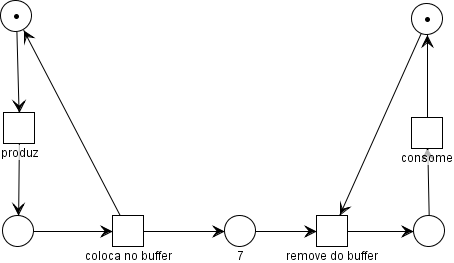 produz
consome
coloca no buffer
7
remove do buffer